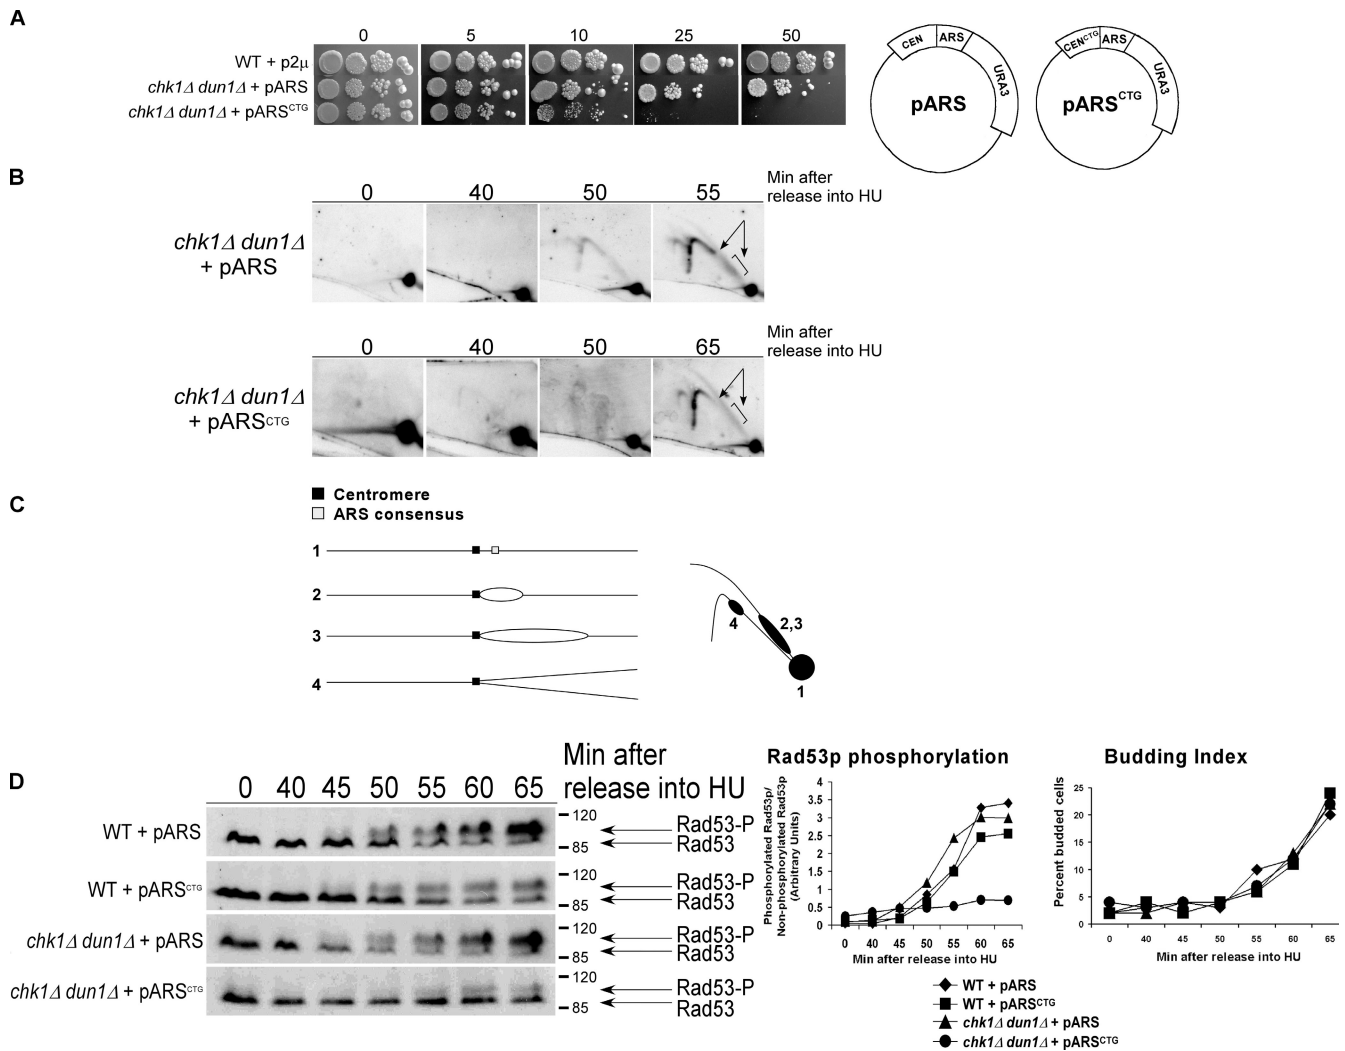 A
0 5 10 25 50
WT + p2μ
chk1Δ dun1Δ + pARS
chk1Δ dun1Δ + pARSCTG
CEN ARS URA3
pARS
CENCTG ARS URA3
pARSCTG
B
0 40 50 55
Min after
release into HU
chk1Δ dun1Δ
+ pARS
0 40 50 65
Min after
release into HU
chk1Δ dun1Δ
+ pARSCTG
C
Centromere
ARS consensus
1
2
3
4
4
2,3
1
D
0 40 45 50 55 60 65
Min after
release into HU
WT + pARS
120
85
Rad53-P
Rad53
WT + pARSCTG
120
85
Rad53-P
Rad53
chk1Δ dun1Δ + pARS
120
85
Rad53-P
Rad53
chk1Δ dun1Δ + pARSCTG
120
85
Rad53-P
Rad53
Rad53p phosphorylation
Phosphorylated Rad53p/
Non-phosphorylated Rad53p
(Arbitrary Units)
4
3.5
3
2.5
2
1.5
1
0.5
0
0 40 45 50 55 60 65
Min after release into HU
Budding Index
Percent budded cells
25
20
15
10
5
0
0 40 45 50 55 60 65
Min after release into HU
WT + pARS
WT + pARSCTG
chk1Δ dun1Δ + pARS
chk1Δ dun1Δ + pARSCTG